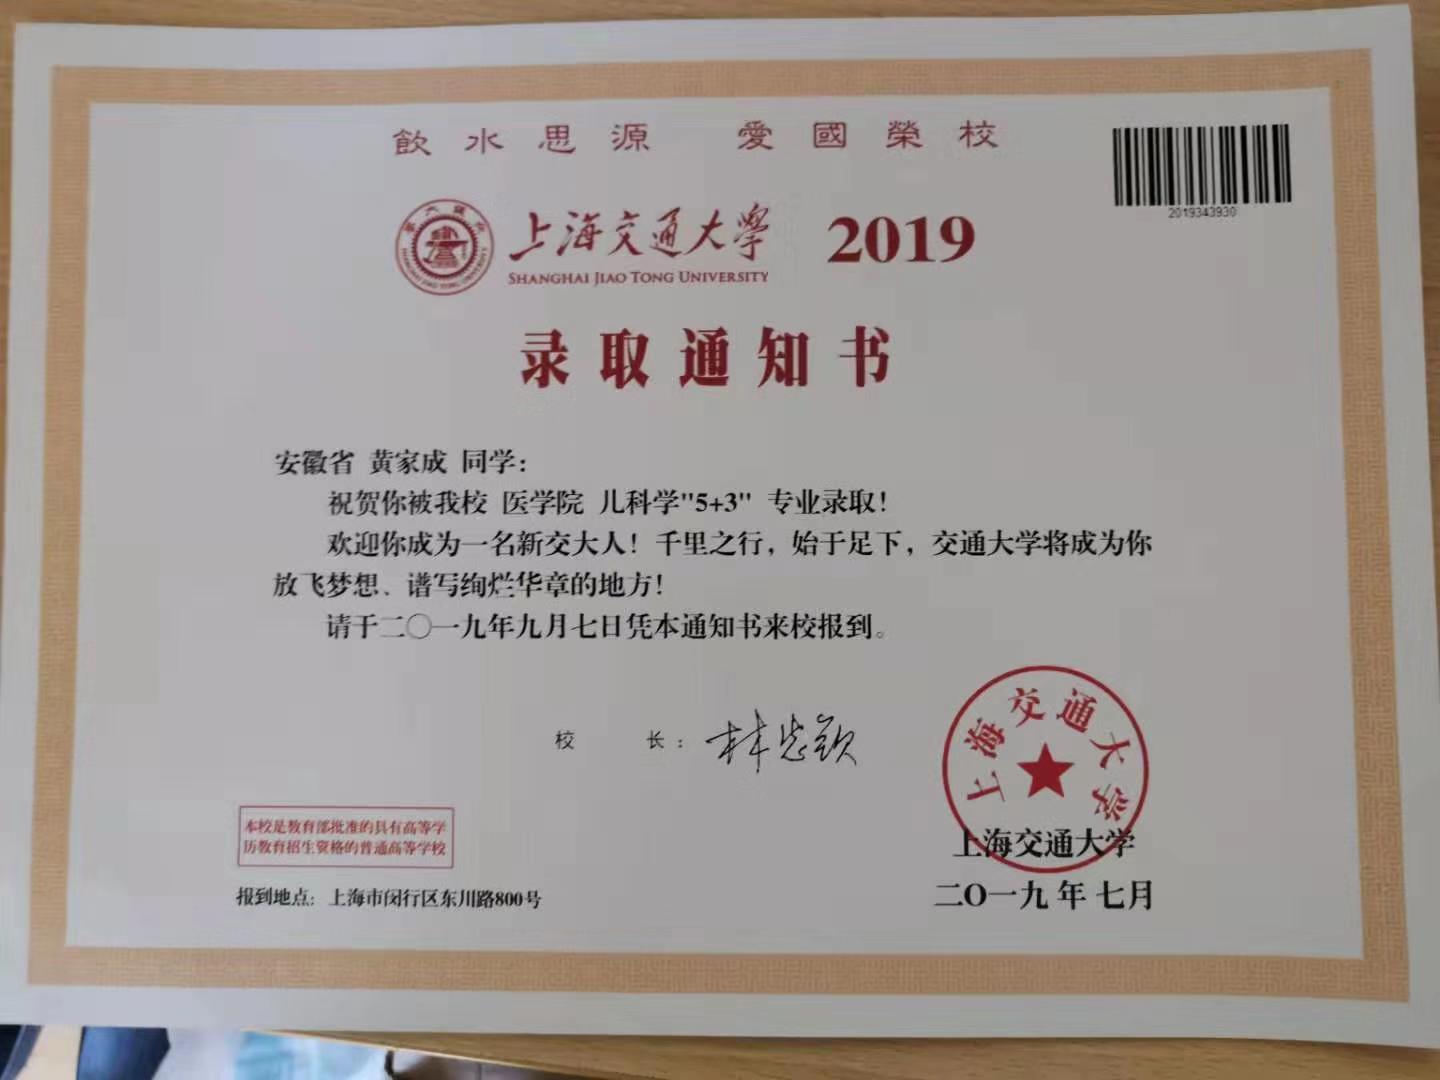 飲水思源 愛國榮校
2019343930
上海交通大學 2019
SHANGHAI JIAO TONG UNIVERSITY
录取通知书
安徽省 黄家成 同学：
祝贺你被我校 医学院 儿科学"5+3" 专业录取！
欢迎你成为一名新交大人！千里之行，始于足下，交通大学将成为你
放飞梦想、谱写绚烂华章的地方！
请于二〇一九年九月七日凭本通知书来校报到。
校 长：林忠钦
上海交通大学
本校是教育部批准的具有高等学
历教育招生资格的普通高等学校
上海交通大学
报到地点：上海市闵行区东川路800号
二〇一九年七月